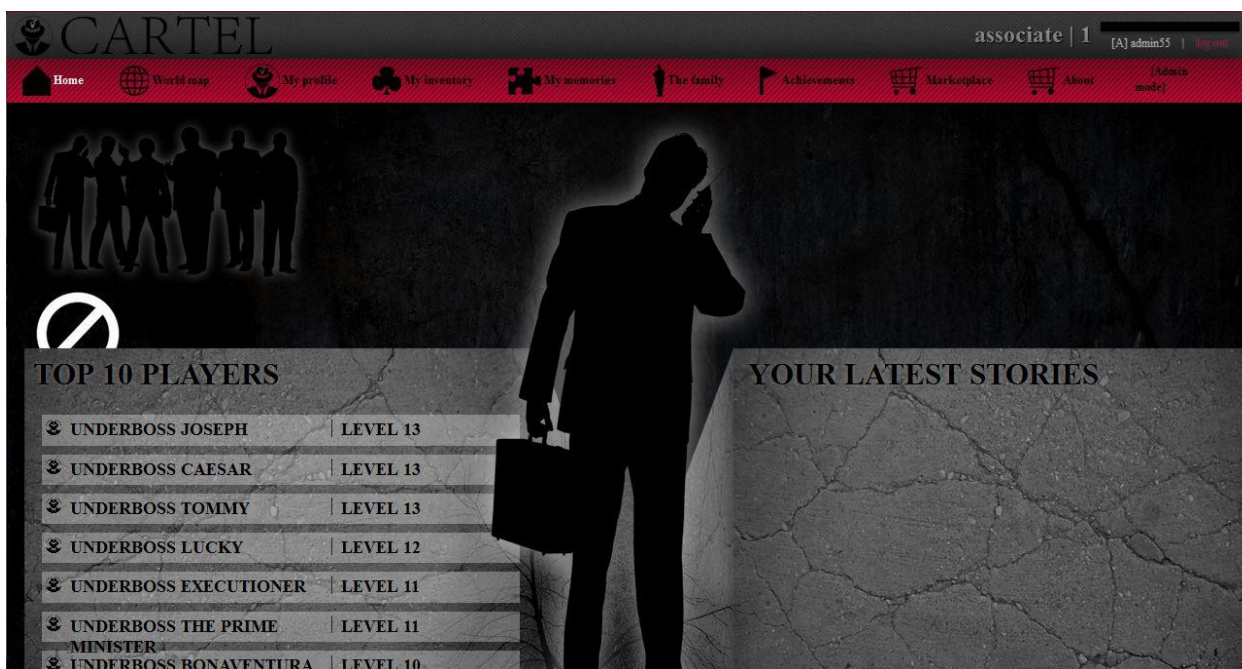 CARTEL
associate | 1
[A] admin55 | log out
Home
World map
My profile
My inventory
My memories
The family
Achievements
Marketplace
About
[Admin
mode]
TOP 10 PLAYERS
UNDERBOSS JOSEPH | LEVEL 13
UNDERBOSS CAESAR | LEVEL 13
UNDERBOSS TOMMY | LEVEL 13
UNDERBOSS LUCKY | LEVEL 12
UNDERBOSS EXECUTIONER | LEVEL 11
UNDERBOSS THE PRIME | LEVEL 11
MINISTER
UNDERBOSS BONAVENTURA | LEVEL 10
YOUR LATEST STORIES